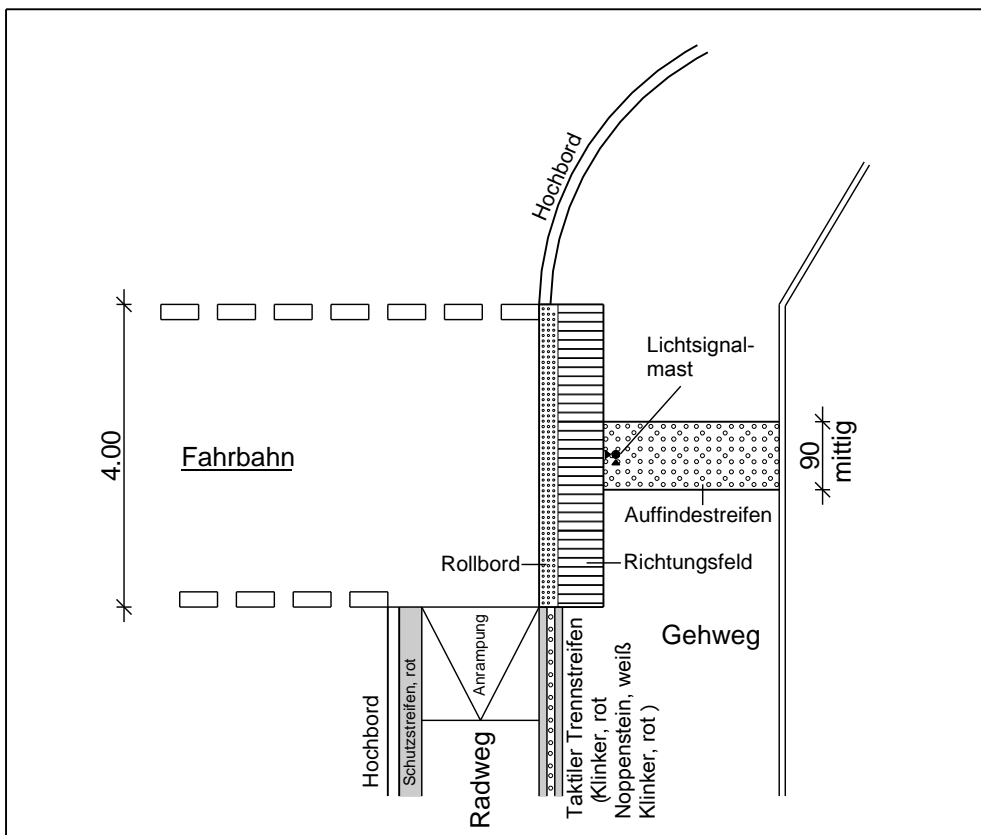 Hochbord
Lichtsignal-
mast
4.00
Fahrbahn
90
mittig
Auffindestreifen
Rollbord
Richtungsfeld
Gehweg
Hochbord
Schutzstreifen, rot
Anrampung
Radweg
Taktiler Trennstreifen
(Klinker, rot
Noppenstein, weiß
Klinker, rot )